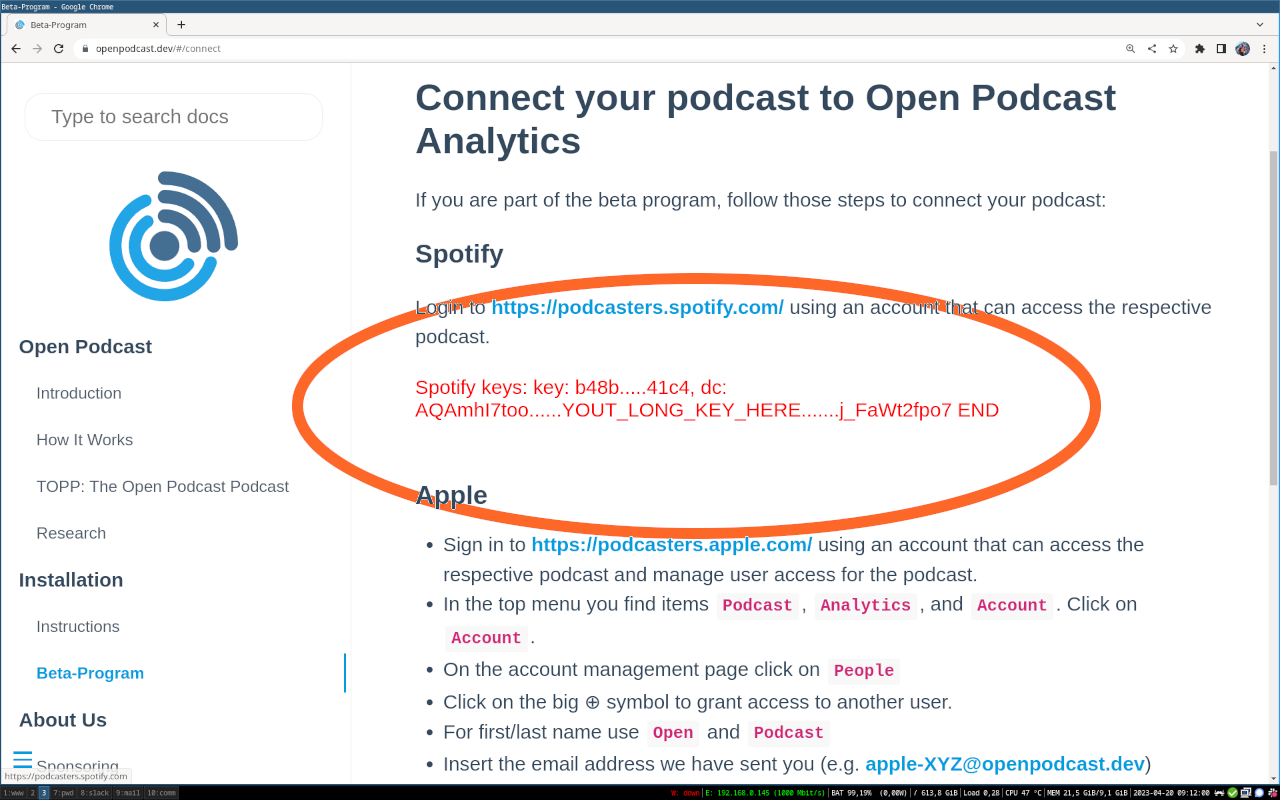 Beta-Program - Google Chrome
Beta-Program
openpodcast.dev/#/connect
Type to search docs
Open Podcast
Introduction
How It Works
TOPP: The Open Podcast Podcast
Research
Installation
Instructions
Beta-Program
About Us
Sponsoring
https://podcasters.spotify.com
Connect your podcast to Open Podcast
Analytics
If you are part of the beta program, follow those steps to connect your podcast:
Spotify
Login to https://podcasters.spotify.com/ using an account that can access the respective
podcast.
Spotify keys: key: b48b.....41c4, dc:
AQAmhI7too......YOUT_LONG_KEY_HERE.......j_FaWt2fpo7 END
Apple
Sign in to https://podcasters.apple.com/ using an account that can access the
respective podcast and manage user access for the podcast.
In the top menu you find items Podcast , Analytics , and Account . Click on
Account .
On the account management page click on People
Click on the big ⊕ symbol to grant access to another user.
For first/last name use Open and Podcast
Insert the email address we have sent you (e.g. apple-XYZ@openpodcast.dev)
1:www 2 3 7:pwd 8:slack 9:mail 10:comm
W: down | E: 192.168.0.145 (1000 Mbit/s) | BAT 99,19% (0,00W) | / 613,8 GiB | Load 0,28 | CPU 47 °C | MEM 21,5 GiB/9,1 GiB | 2023-04-20 09:12:00